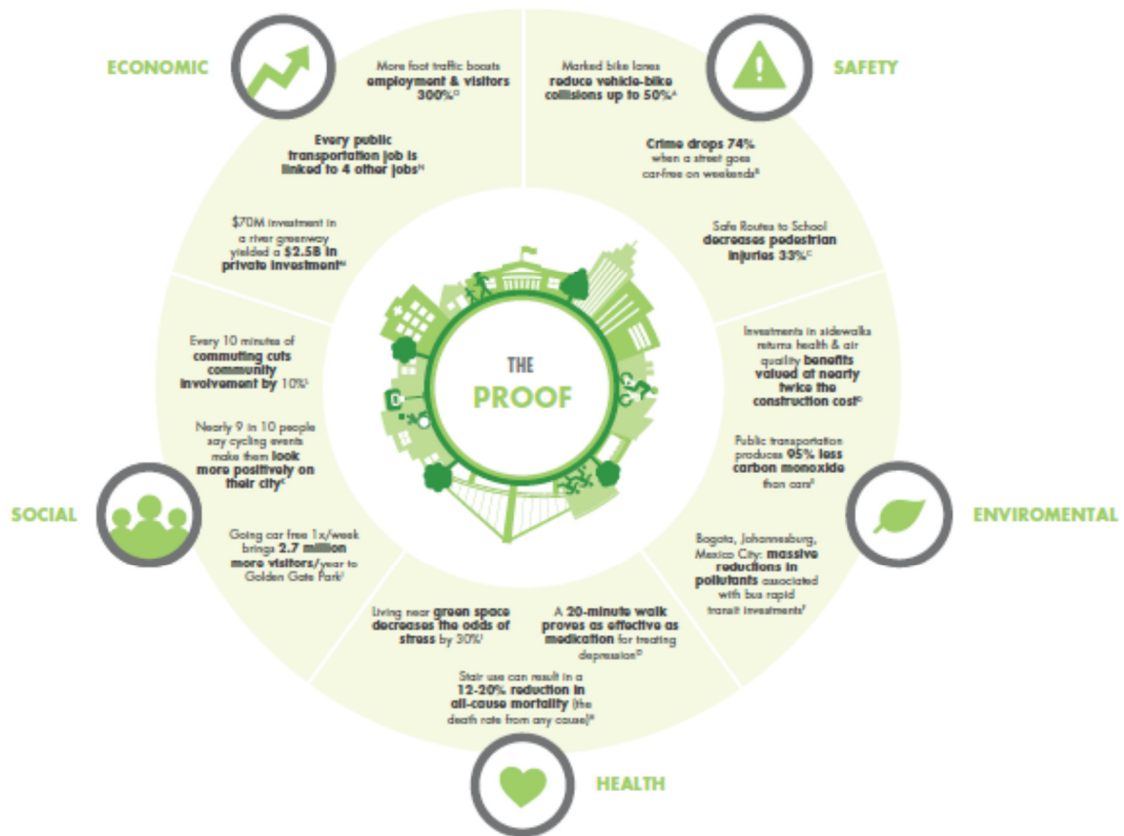 ECONOMIC
More foot traffic boosts
employment & visitors
300%
Every public
transportation job is
linked to 4 other jobs
$70M investment in
a river greenway
yielded a $2.5B in
private investment
SAFETY
Marked bike lanes
reduce vehicle-bike
collisions up to 50%
Crime drops 74%
when a street goes
car-free on weekends
Safe Routes to School
decreases pedestrian
injuries 33%
THE
PROOF
Every 10 minutes of
commuting cuts
community
involvement by 10%
Nearly 9 in 10 people
say cycling events
make them look
more positively on
their city
SOCIAL
Going car free 1x/week
brings 2.7 million
more visitors/year to
Golden Gate Park
Investments in sidewalks
returns health & air
quality benefits
valued at nearly
twice the
construction cost
Public transportation
produces 95% less
carbon monoxide
than cars
ENVIROMENTAL
Bogota, Johannesburg,
Mexico City: massive
reductions in
pollutants associated
with bus rapid
transit investments
Living near green space
decreases the odds of
stress by 30%
A 20-minute walk
proves as effective as
medication for treating
depression
Stair use can result in a
12-20% reduction in
all-cause mortality (the
death rate from any cause)
HEALTH